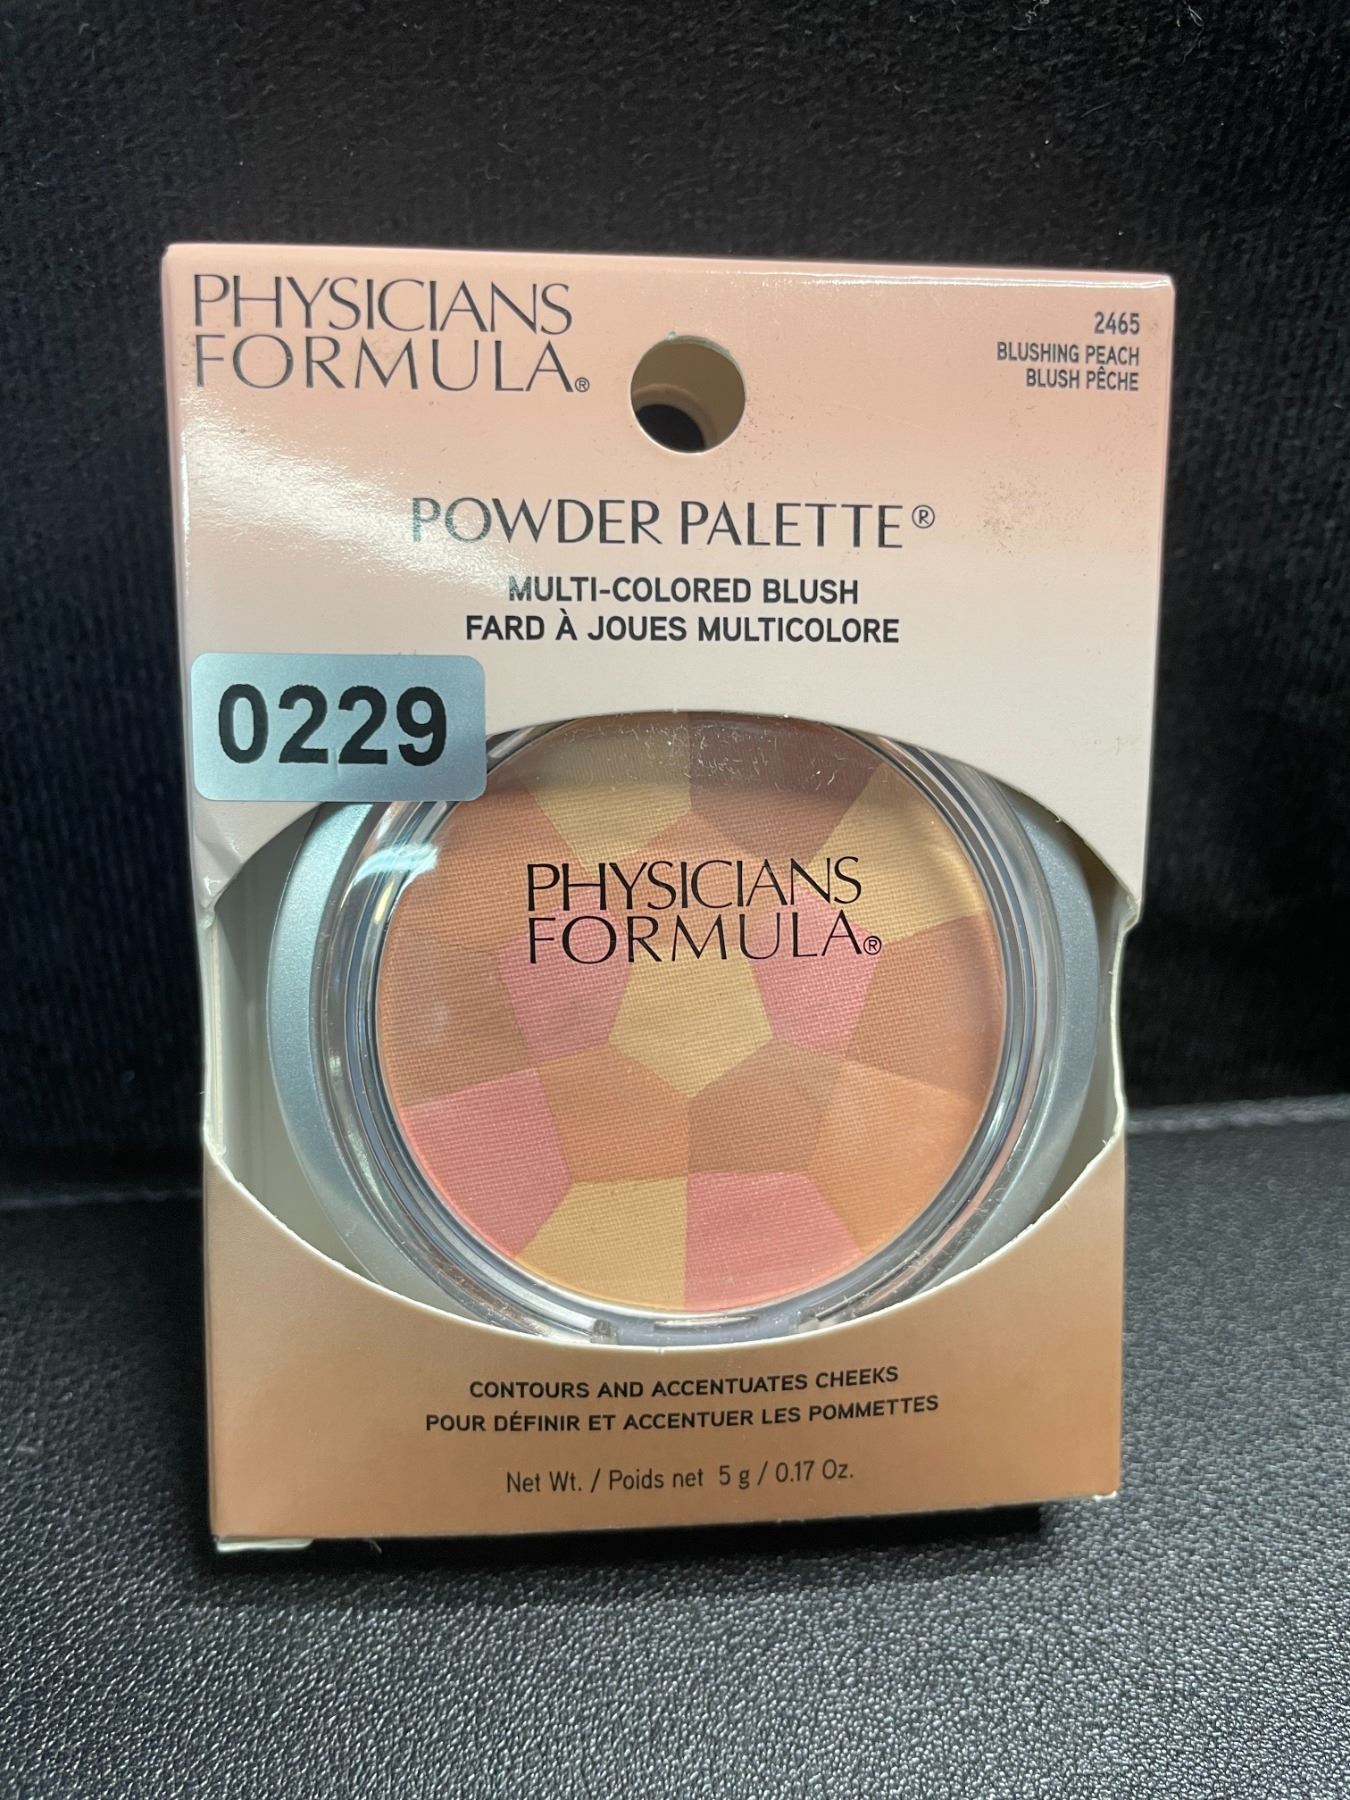 PHYSICIANS
FORMULA®
2465
BLUSHING PEACH
BLUSH PÊCHE
POWDER PALETTE®
MULTI-COLORED BLUSH
FARD À JOUES MULTICOLORE
0229
PHYSICIANS
FORMULA®
CONTOURS AND ACCENTUATES CHEEKS
POUR DÉFINIR ET ACCENTUER LES POMMETTES
Net Wt. / Poids net 5 g / 0.17 Oz.